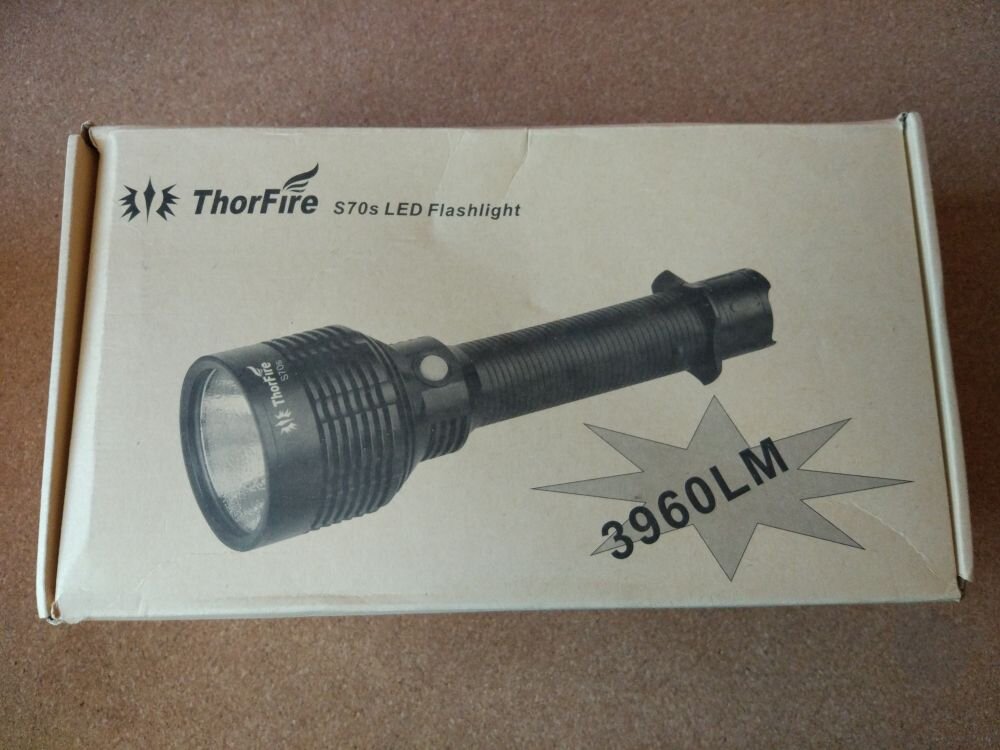 ThorFire S70s LED Flashlight
ThorFire
S70s
3960LM